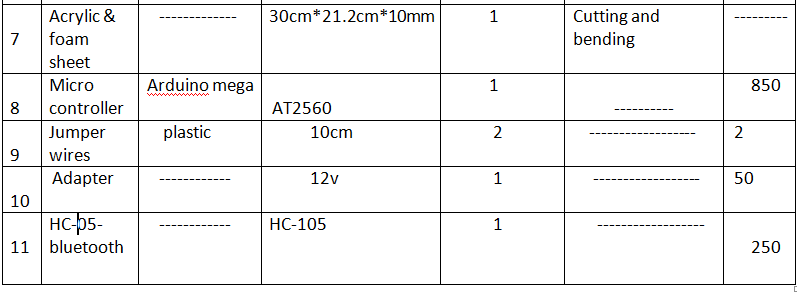 7 Acrylic & foam sheet ------------- 30cm*21.2cm*10mm 1 Cutting and bending ---------
8 Micro controller Arduino mega AT2560 1 ---------- 850
9 Jumper wires plastic 10cm 2 ------------------ 2
10 Adapter ------------ 12v 1 ------------------ 50
11 HC-05-bluetooth ------------ HC-105 1 ------------------ 250